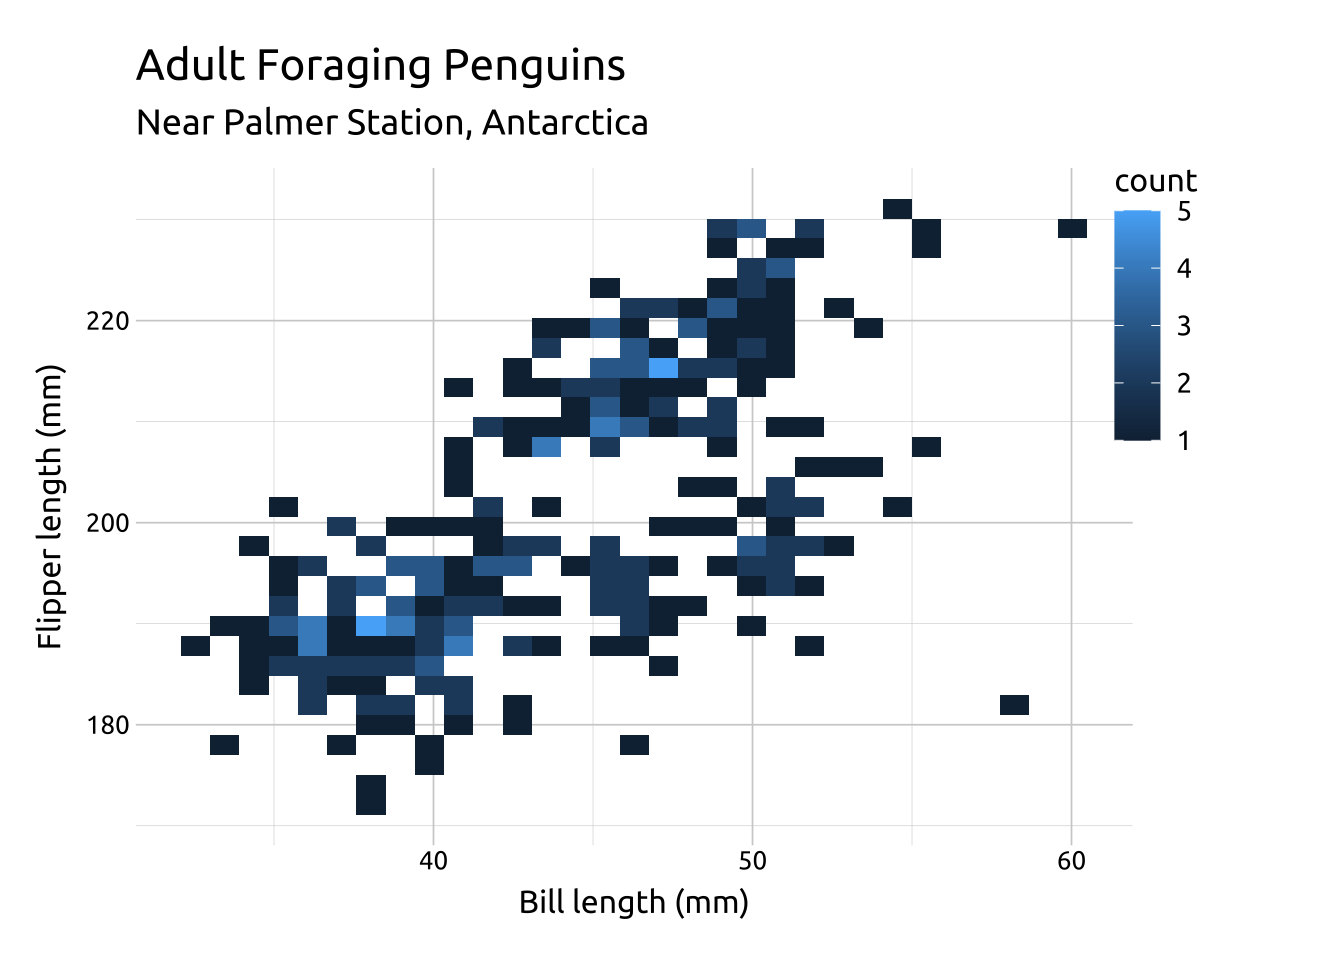 Adult Foraging Penguins
Near Palmer Station, Antarctica
count
5
4
3
2
1
220
200
180
Flipper length (mm)
40 50 60
Bill length (mm)